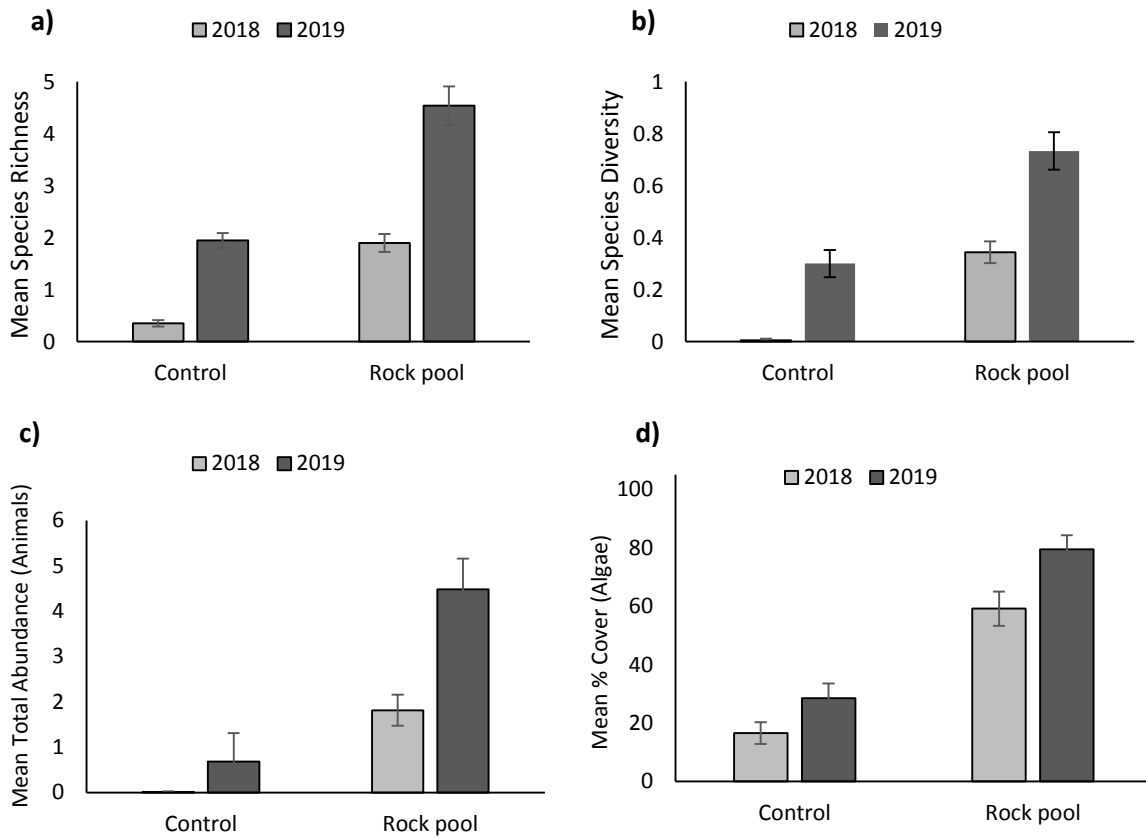 a)
2018 2019
Mean Species Richness
5
4
3
2
1
0
Control Rock pool
b)
2018 2019
Mean Species Diversity
1
0.8
0.6
0.4
0.2
0
Control Rock pool
c)
2018 2019
Mean Total Abundance (Animals)
6
5
4
3
2
1
0
Control Rock pool
d)
2018 2019
Mean % Cover (Algae)
100
80
60
40
20
0
Control Rock pool